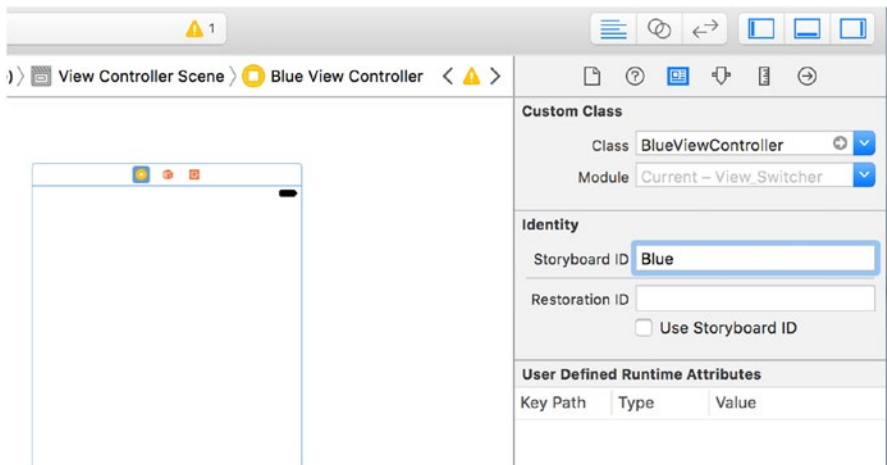 1
) View Controller Scene Blue View Controller
Custom Class
Class BlueViewController
Module Current – View_Switcher
Identity
Storyboard ID Blue
Restoration ID
Use Storyboard ID
User Defined Runtime Attributes
Key Path Type Value